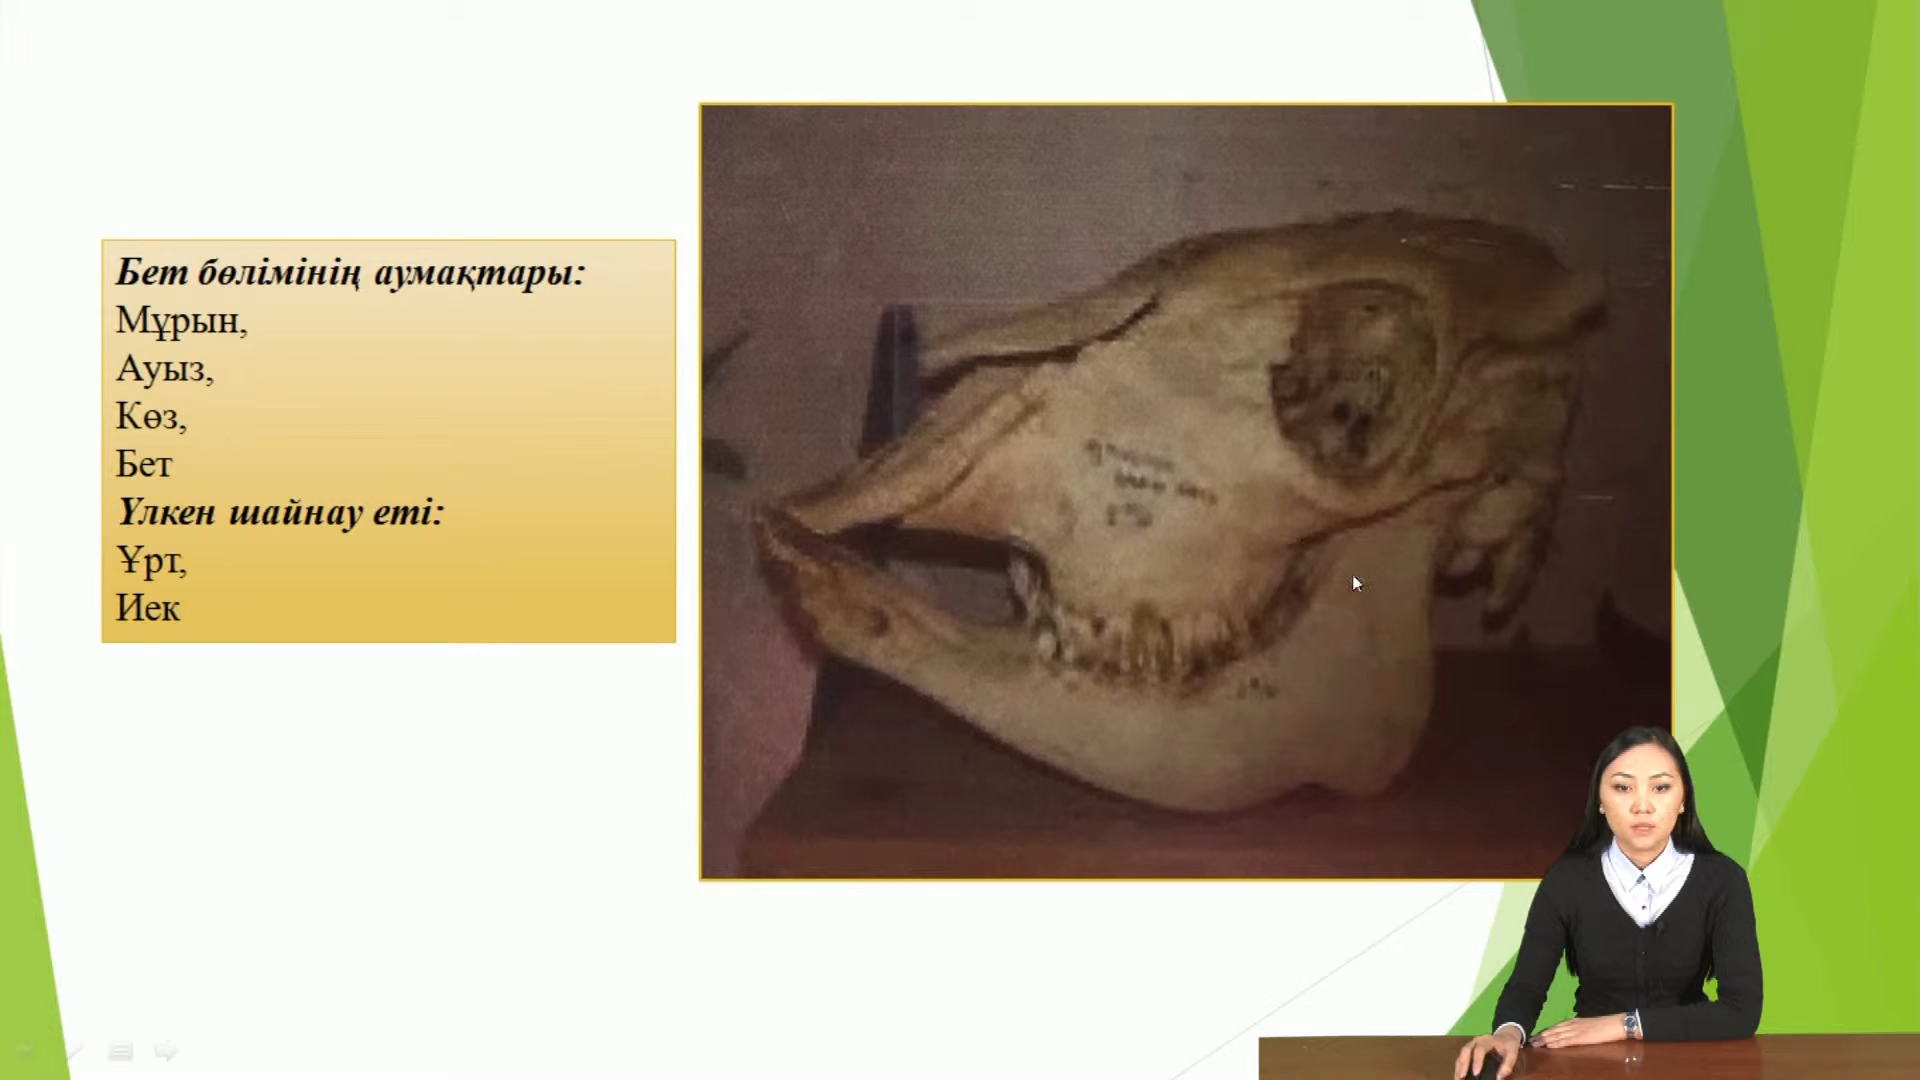 Бет бөлімінің аумақтары:
Мұрын,
Ауыз,
Көз,
Бет
Үлкен шайнау еті:
Ұрт,
Иек